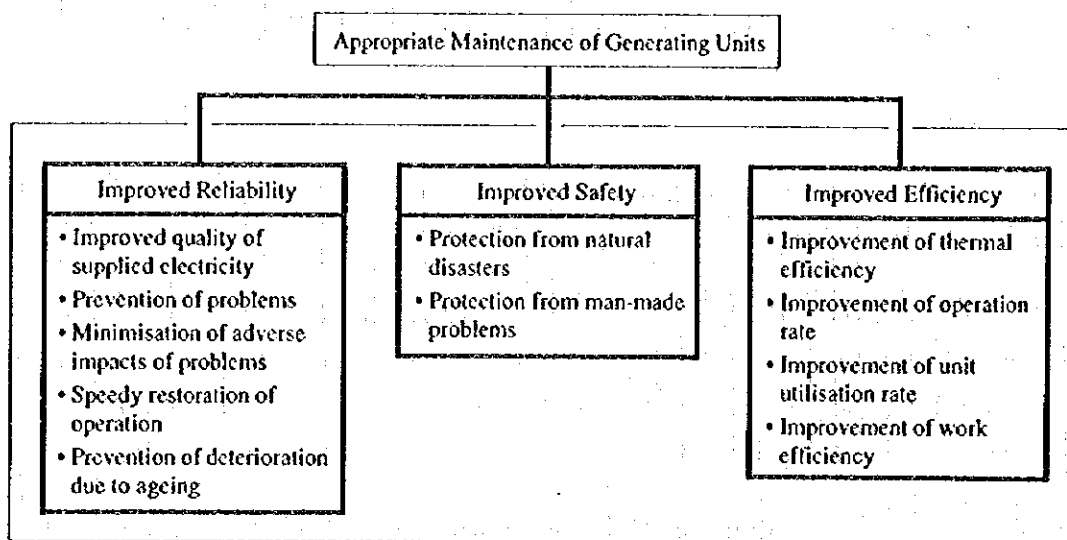 Appropriate Maintenance of Generating Units
Improved Reliability
• Improved quality of
supplied electricity
• Prevention of problems
• Minimisation of adverse
impacts of problems
• Speedy restoration of
operation
• Prevention of deterioration
due to ageing
Improved Safety
• Protection from natural
disasters
• Protection from man-made
problems
Improved Efficiency
• Improvement of thermal
efficiency
• Improvement of operation
rate
• Improvement of unit
utilisation rate
• Improvement of work
efficiency